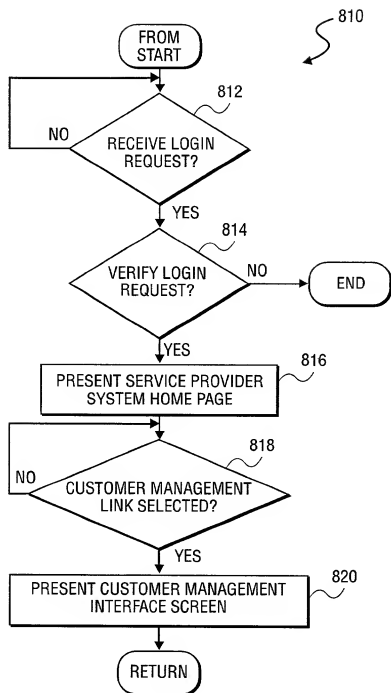 810
FROM
START
812
NO
RECEIVE LOGIN
REQUEST?
YES
814
VERIFY LOGIN
REQUEST?
NO
END
YES
816
PRESENT SERVICE PROVIDER
SYSTEM HOME PAGE
818
NO
CUSTOMER MANAGEMENT
LINK SELECTED?
YES
820
PRESENT CUSTOMER MANAGEMENT
INTERFACE SCREEN
RETURN